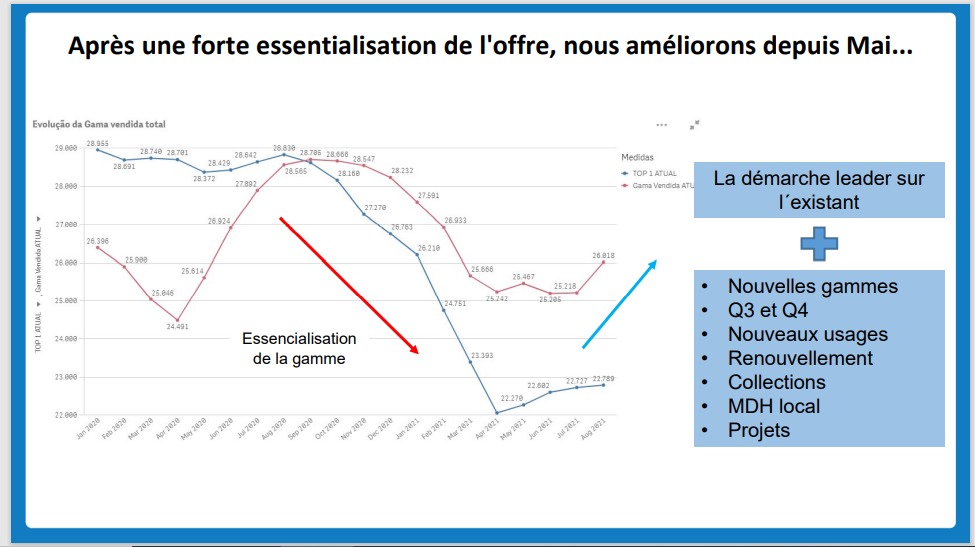 Après une forte essentialisation de l'offre, nous améliorons depuis Mai...
Evolução da Gama vendida total
Medidas
TOP 1 ATUAL
Gama Vendida ATU
TOP 1 ATUAL , Gama Vendida ATUAL
29.000
28.000
27.000
26.000
25.000
24.000
23.000
22.000
28.955
28.691
28.740
28.701
28.372
28.429
28.642
28.830
28.706
28.160
27.270
26.763
26.210
24.751
23.393
22.270
22.602
22.727
22.789
26.396
25.900
25.046
24.491
25.614
26.924
27.892
28.565
28.666
28.547
28.232
27.591
26.933
25.666
25.242
25.467
25.205
25.218
26.018
Essencialisation
de la gamme
Jan 2020
Feb 2020
Mar 2020
Apr 2020
May 2020
Jun 2020
Jul 2020
Aug 2020
Sep 2020
Oct 2020
Nov 2020
Dec 2020
Jan 2021
Feb 2021
Mar 2021
Apr 2021
May 2021
Jun 2021
Jul 2021
Aug 2021
La démarche leader sur
l´existant
• Nouvelles gammes
• Q3 et Q4
• Nouveaux usages
• Renouvellement
• Collections
• MDH local
• Projets